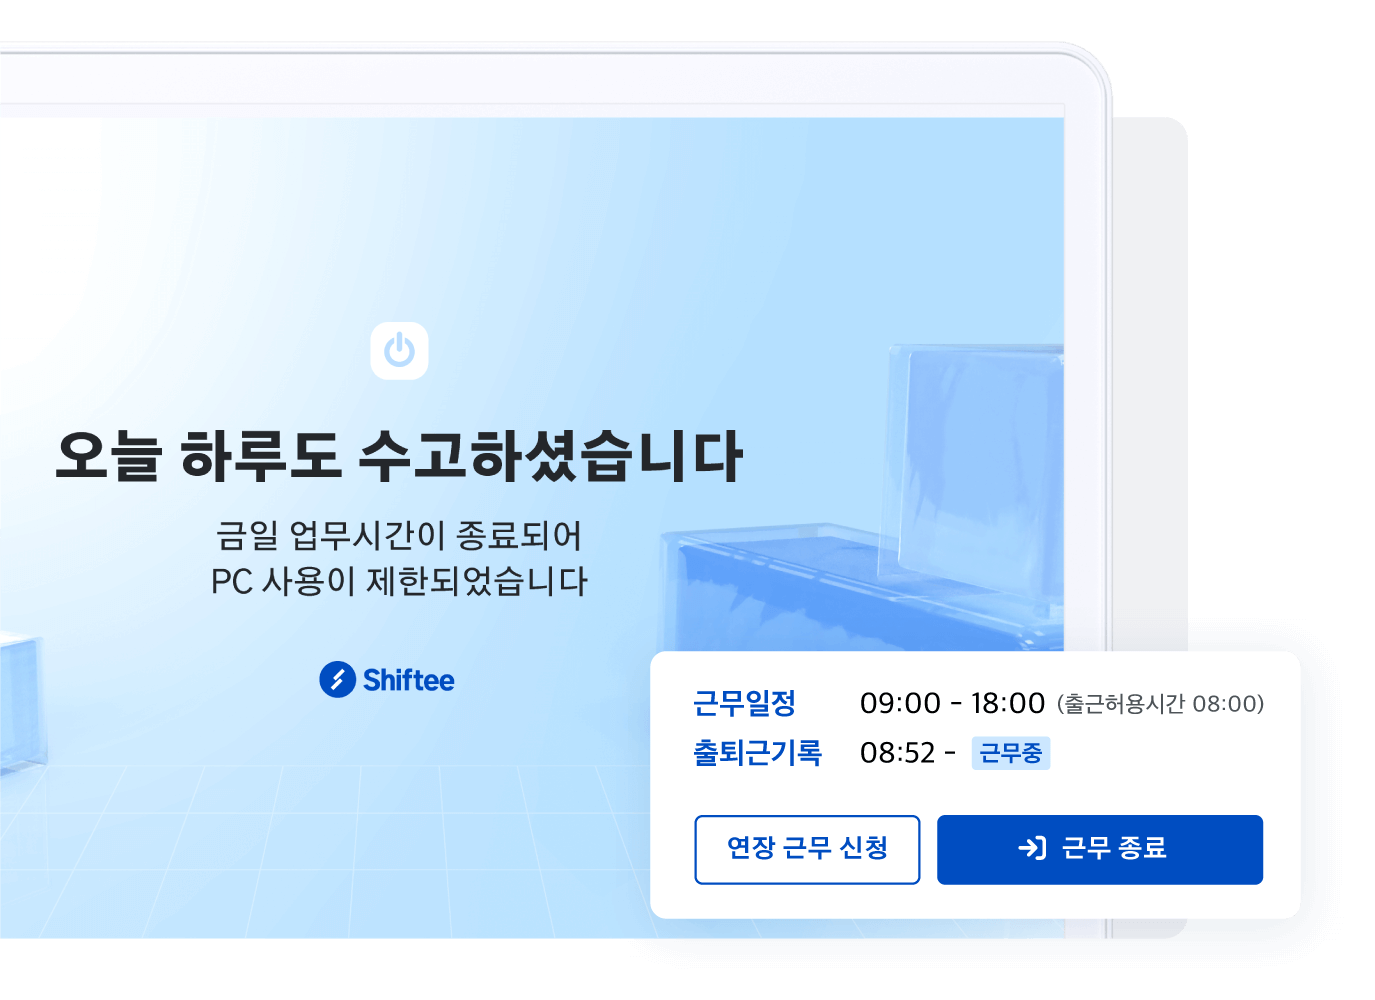 오늘 하루도 수고하셨습니다
금일 업무시간이 종료되어
PC 사용이 제한되었습니다
Shiftee
근무일정 09:00 - 18:00 (출근허용시간 08:00)
출퇴근기록 08:52 - 근무중
연장 근무 신청 근무 종료